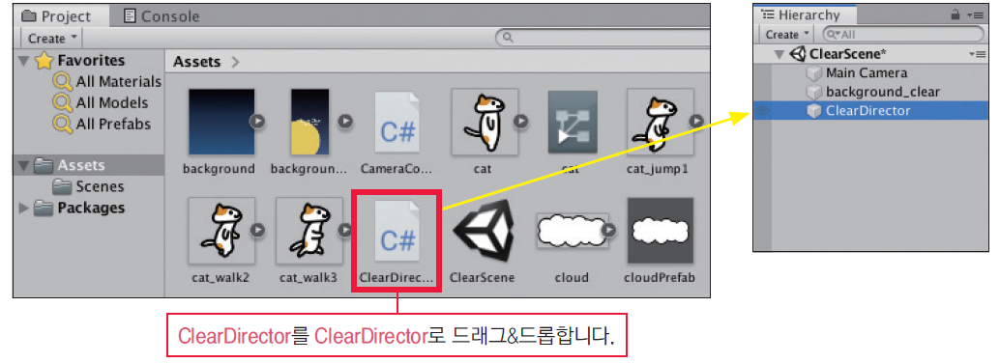 Project
Console
Create
Favorites
All Materials
All Models
All Prefabs
Assets
Scenes
Packages
Assets >
background
backgroun...
C#
CameraCo...
cat
cat
cat_jump1
cat_walk2
cat_walk3
C#
ClearDirec...
ClearScene
cloud
cloudPrefab
Hierarchy
Create
All
ClearScene*
Main Camera
background_clear
ClearDirector
ClearDirector를 ClearDirector로 드래그&드롭합니다.